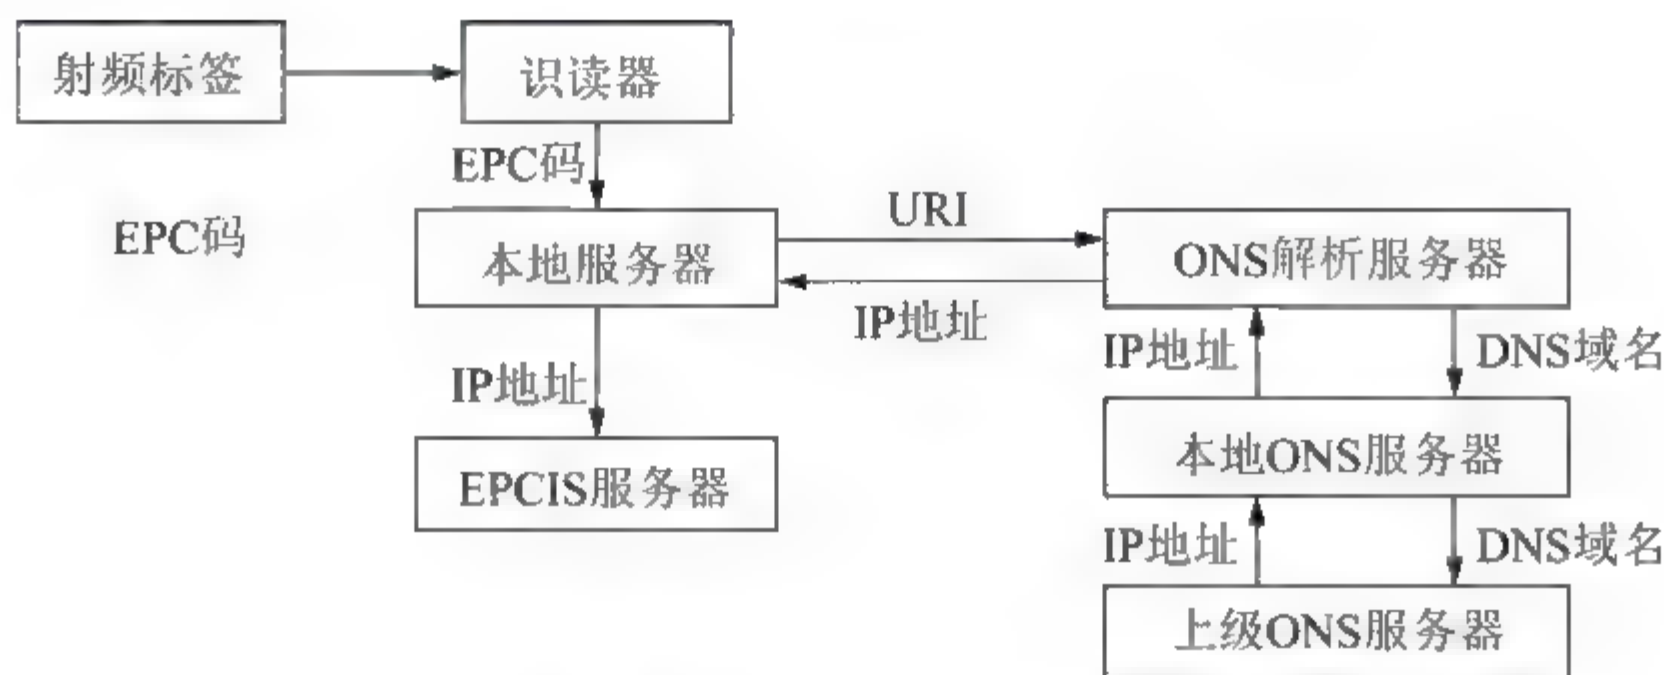 射频标签
识读器
EPC码
EPC码
本地服务器
URI
IP地址
ONS解析服务器
IP地址
DNS域名
IP地址
本地ONS服务器
EPCIS服务器
IP地址
DNS域名
上级ONS服务器